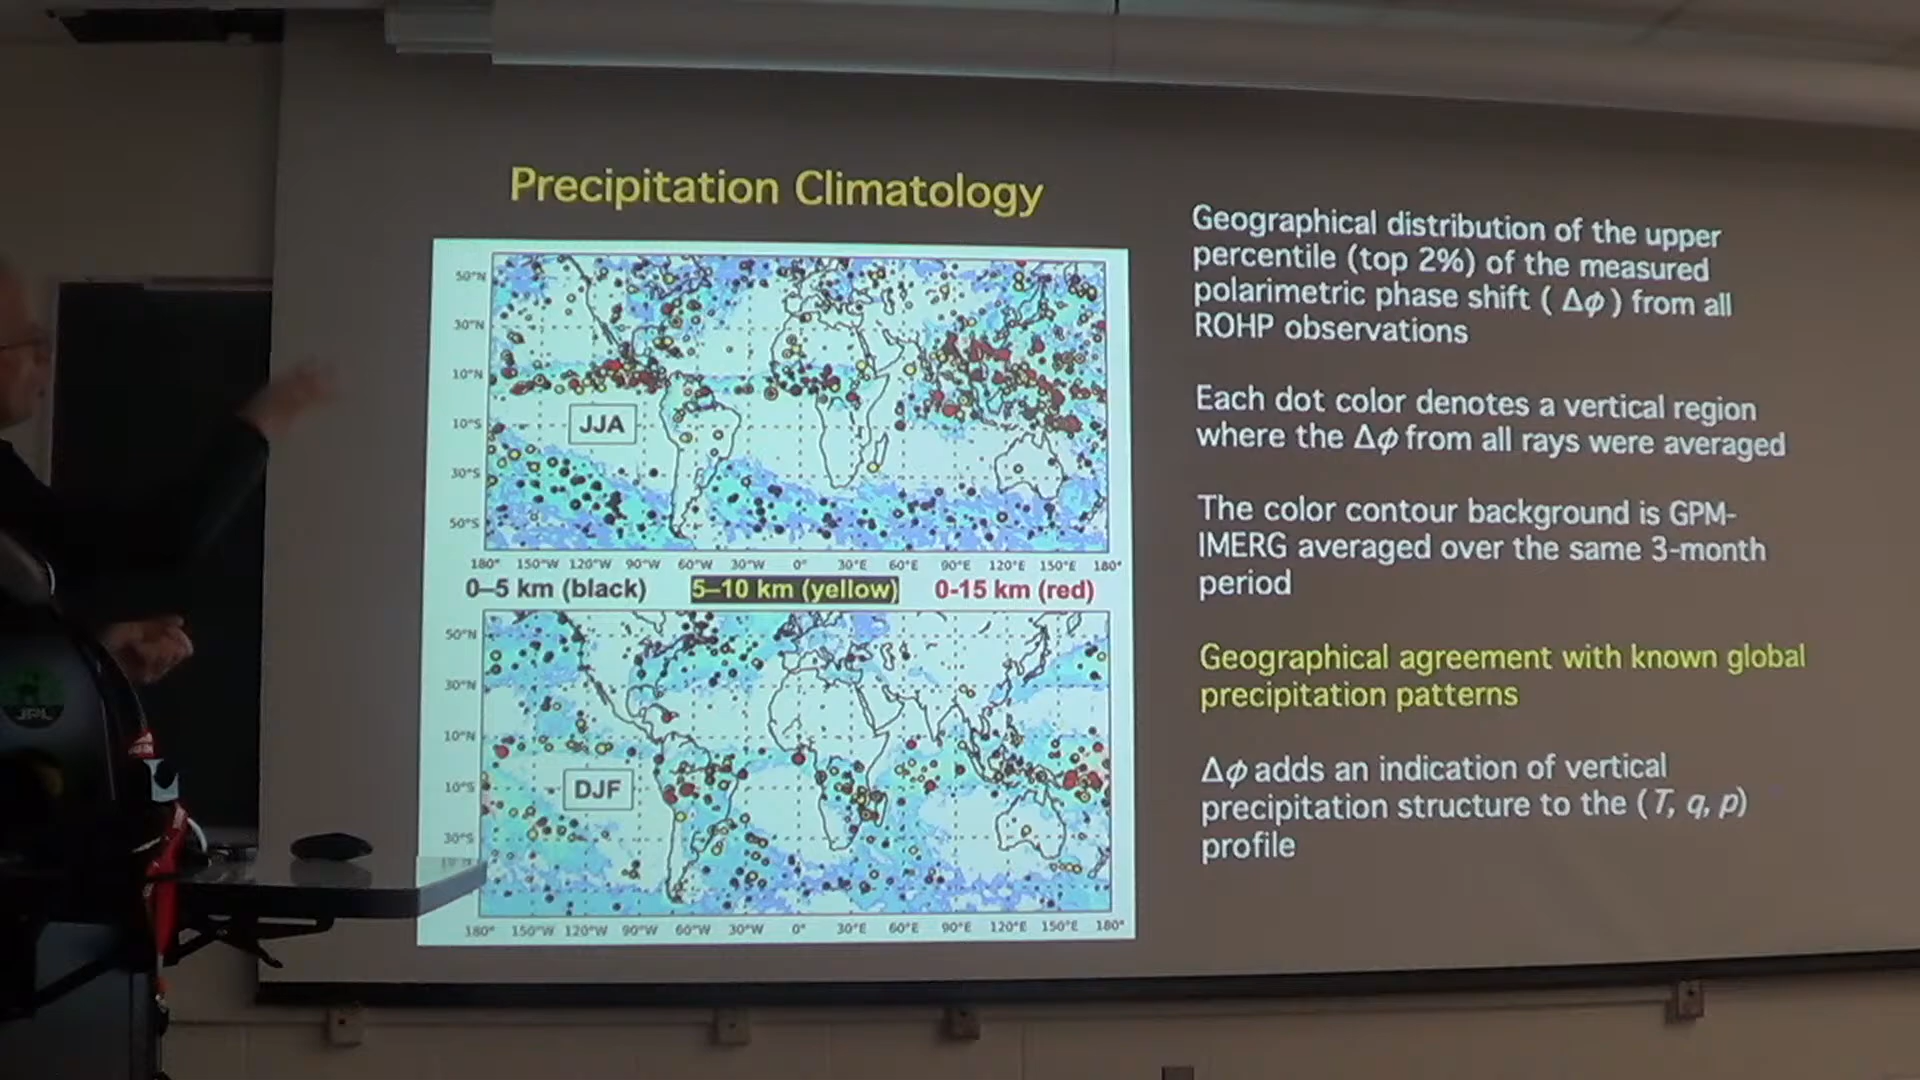 Precipitation Climatology
50°N
30°N
10°N
10°S
30°S
50°S
JJA
180° 150°W 120°W 90°W 60°W 30°W 0° 30°E 60°E 90°E 120°E 150°E 180°
0–5 km (black) 5–10 km (yellow) 0-15 km (red)
50°N
30°N
10°N
10°S
30°S
DJF
180° 150°W 120°W 90°W 60°W 30°W 0° 30°E 60°E 90°E 120°E 150°E 180°
Geographical distribution of the upper
percentile (top 2%) of the measured
polarimetric phase shift ( Δϕ ) from all
ROHP observations
Each dot color denotes a vertical region
where the Δϕ from all rays were averaged
The color contour background is GPM-
IMERG averaged over the same 3-month
period
Geographical agreement with known global
precipitation patterns
Δϕ adds an indication of vertical
precipitation structure to the (T, q, p)
profile
JPL